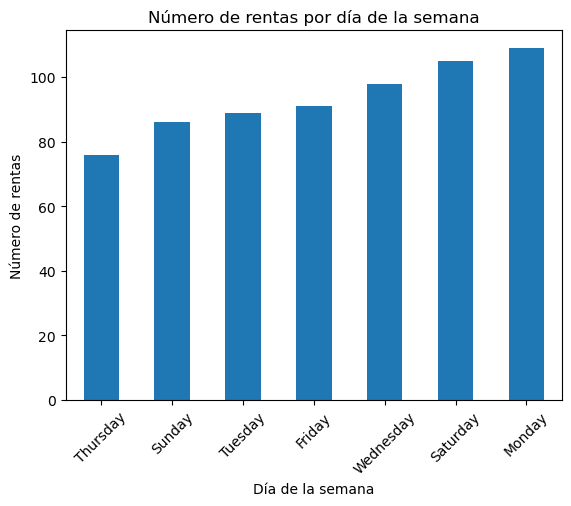 Número de rentas por día de la semana
Número de rentas
100
80
60
40
20
0
Thursday
Sunday
Tuesday
Friday
Wednesday
Saturday
Monday
Día de la semana